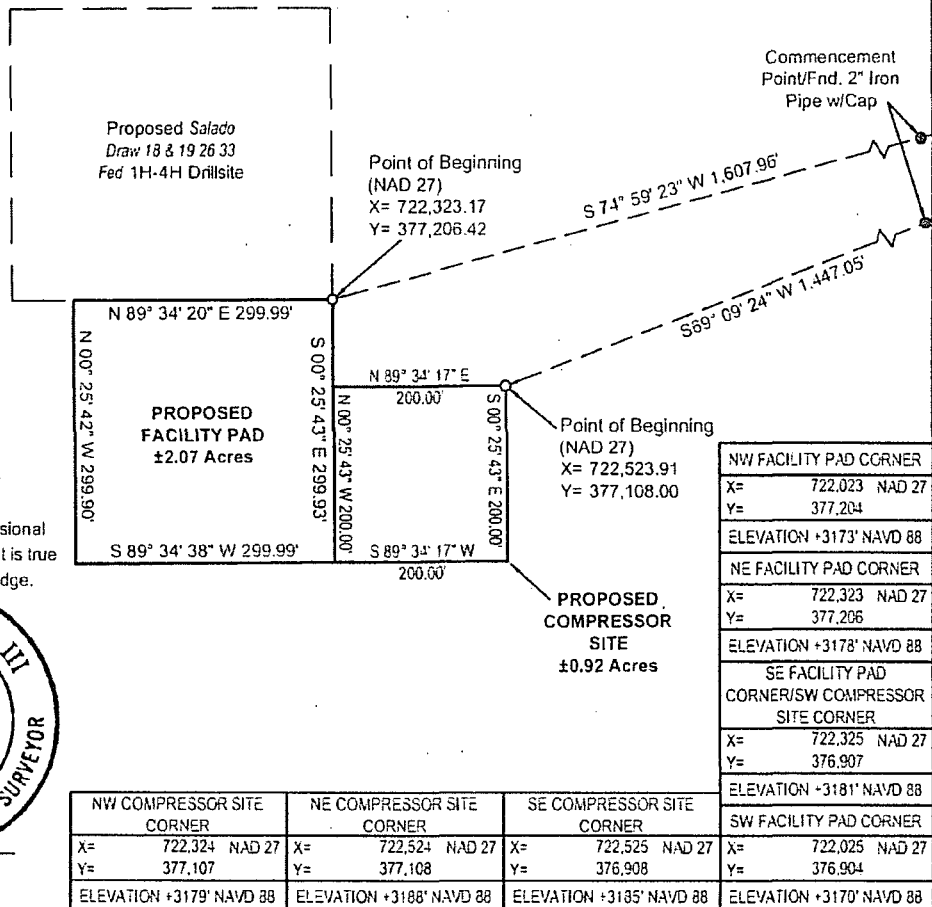 Proposed Salado
Draw 18 & 19 26 33
Fed 1H-4H Drillsite
Commencement
Point/Fnd. 2" Iron
Pipe w/Cap
Point of Beginning
(NAD 27)
X= 722,323.17
Y= 377,206.42
S 74° 59' 23" W 1,607.96'
S69° 09' 24" W 1,447.05'
N 89° 34' 20" E 299.99'
N 00° 25' 42" W 299.90'
S 00° 25' 43" E 299.93'
PROPOSED
FACILITY PAD
±2.07 Acres
S 89° 34' 38" W 299.99'
N 89° 34' 17" E
200.00'
N 00° 25' 43" W 200.00'
S 00° 25' 43" E 200.00'
S 89° 34' 17" W
200.00'
Point of Beginning
(NAD 27)
X= 722,523.91
Y= 377,108.00
PROPOSED
COMPRESSOR
SITE
±0.92 Acres
sional
t is true
dge.
III
SURVEYOR
NW FACILITY PAD CORNER
X= 722,023 NAD 27
Y= 377,204
ELEVATION +3173' NAVD 88
NE FACILITY PAD CORNER
X= 722,323 NAD 27
Y= 377,206
ELEVATION +3178' NAVD 88
SE FACILITY PAD
CORNER/SW COMPRESSOR
SITE CORNER
X= 722,325 NAD 27
Y= 376,907
ELEVATION +3181' NAVD 88
SW FACILITY PAD CORNER
X= 722,025 NAD 27
Y= 376,904
ELEVATION +3170' NAVD 88
NW COMPRESSOR SITE
CORNER
X= 722,324 NAD 27
Y= 377,107
ELEVATION +3179' NAVD 88
NE COMPRESSOR SITE
CORNER
X= 722,524 NAD 27
Y= 377,108
ELEVATION +3188' NAVD 88
SE COMPRESSOR SITE
CORNER
X= 722,525 NAD 27
Y= 376,908
ELEVATION +3185' NAVD 88